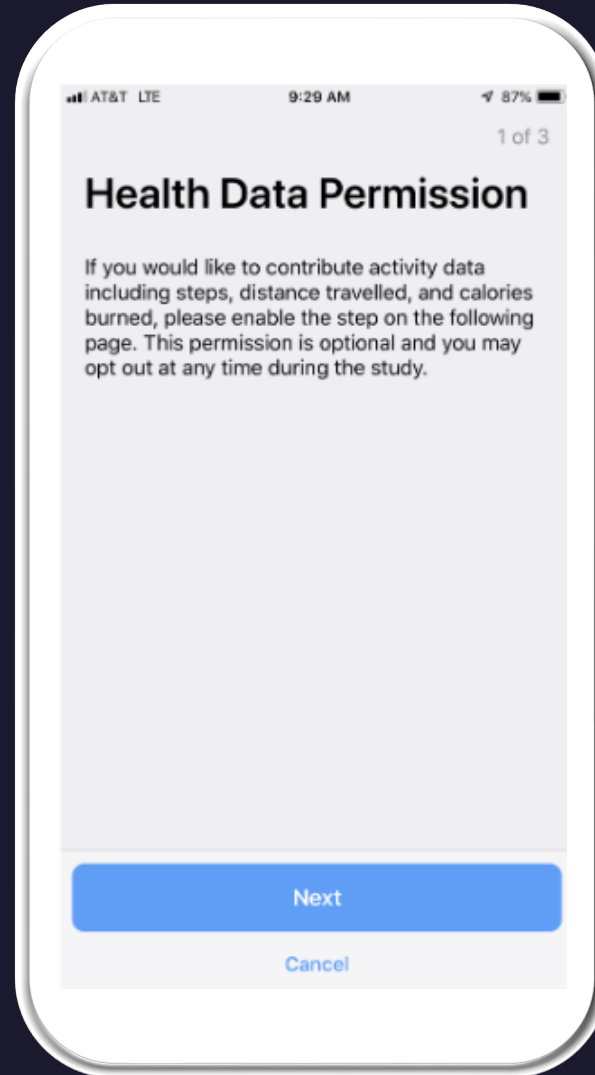 AT&T LTE 9:29 AM 87%
1 of 3
Health Data Permission
If you would like to contribute activity data
including steps, distance travelled, and calories
burned, please enable the step on the following
page. This permission is optional and you may
opt out at any time during the study.
Next
Cancel